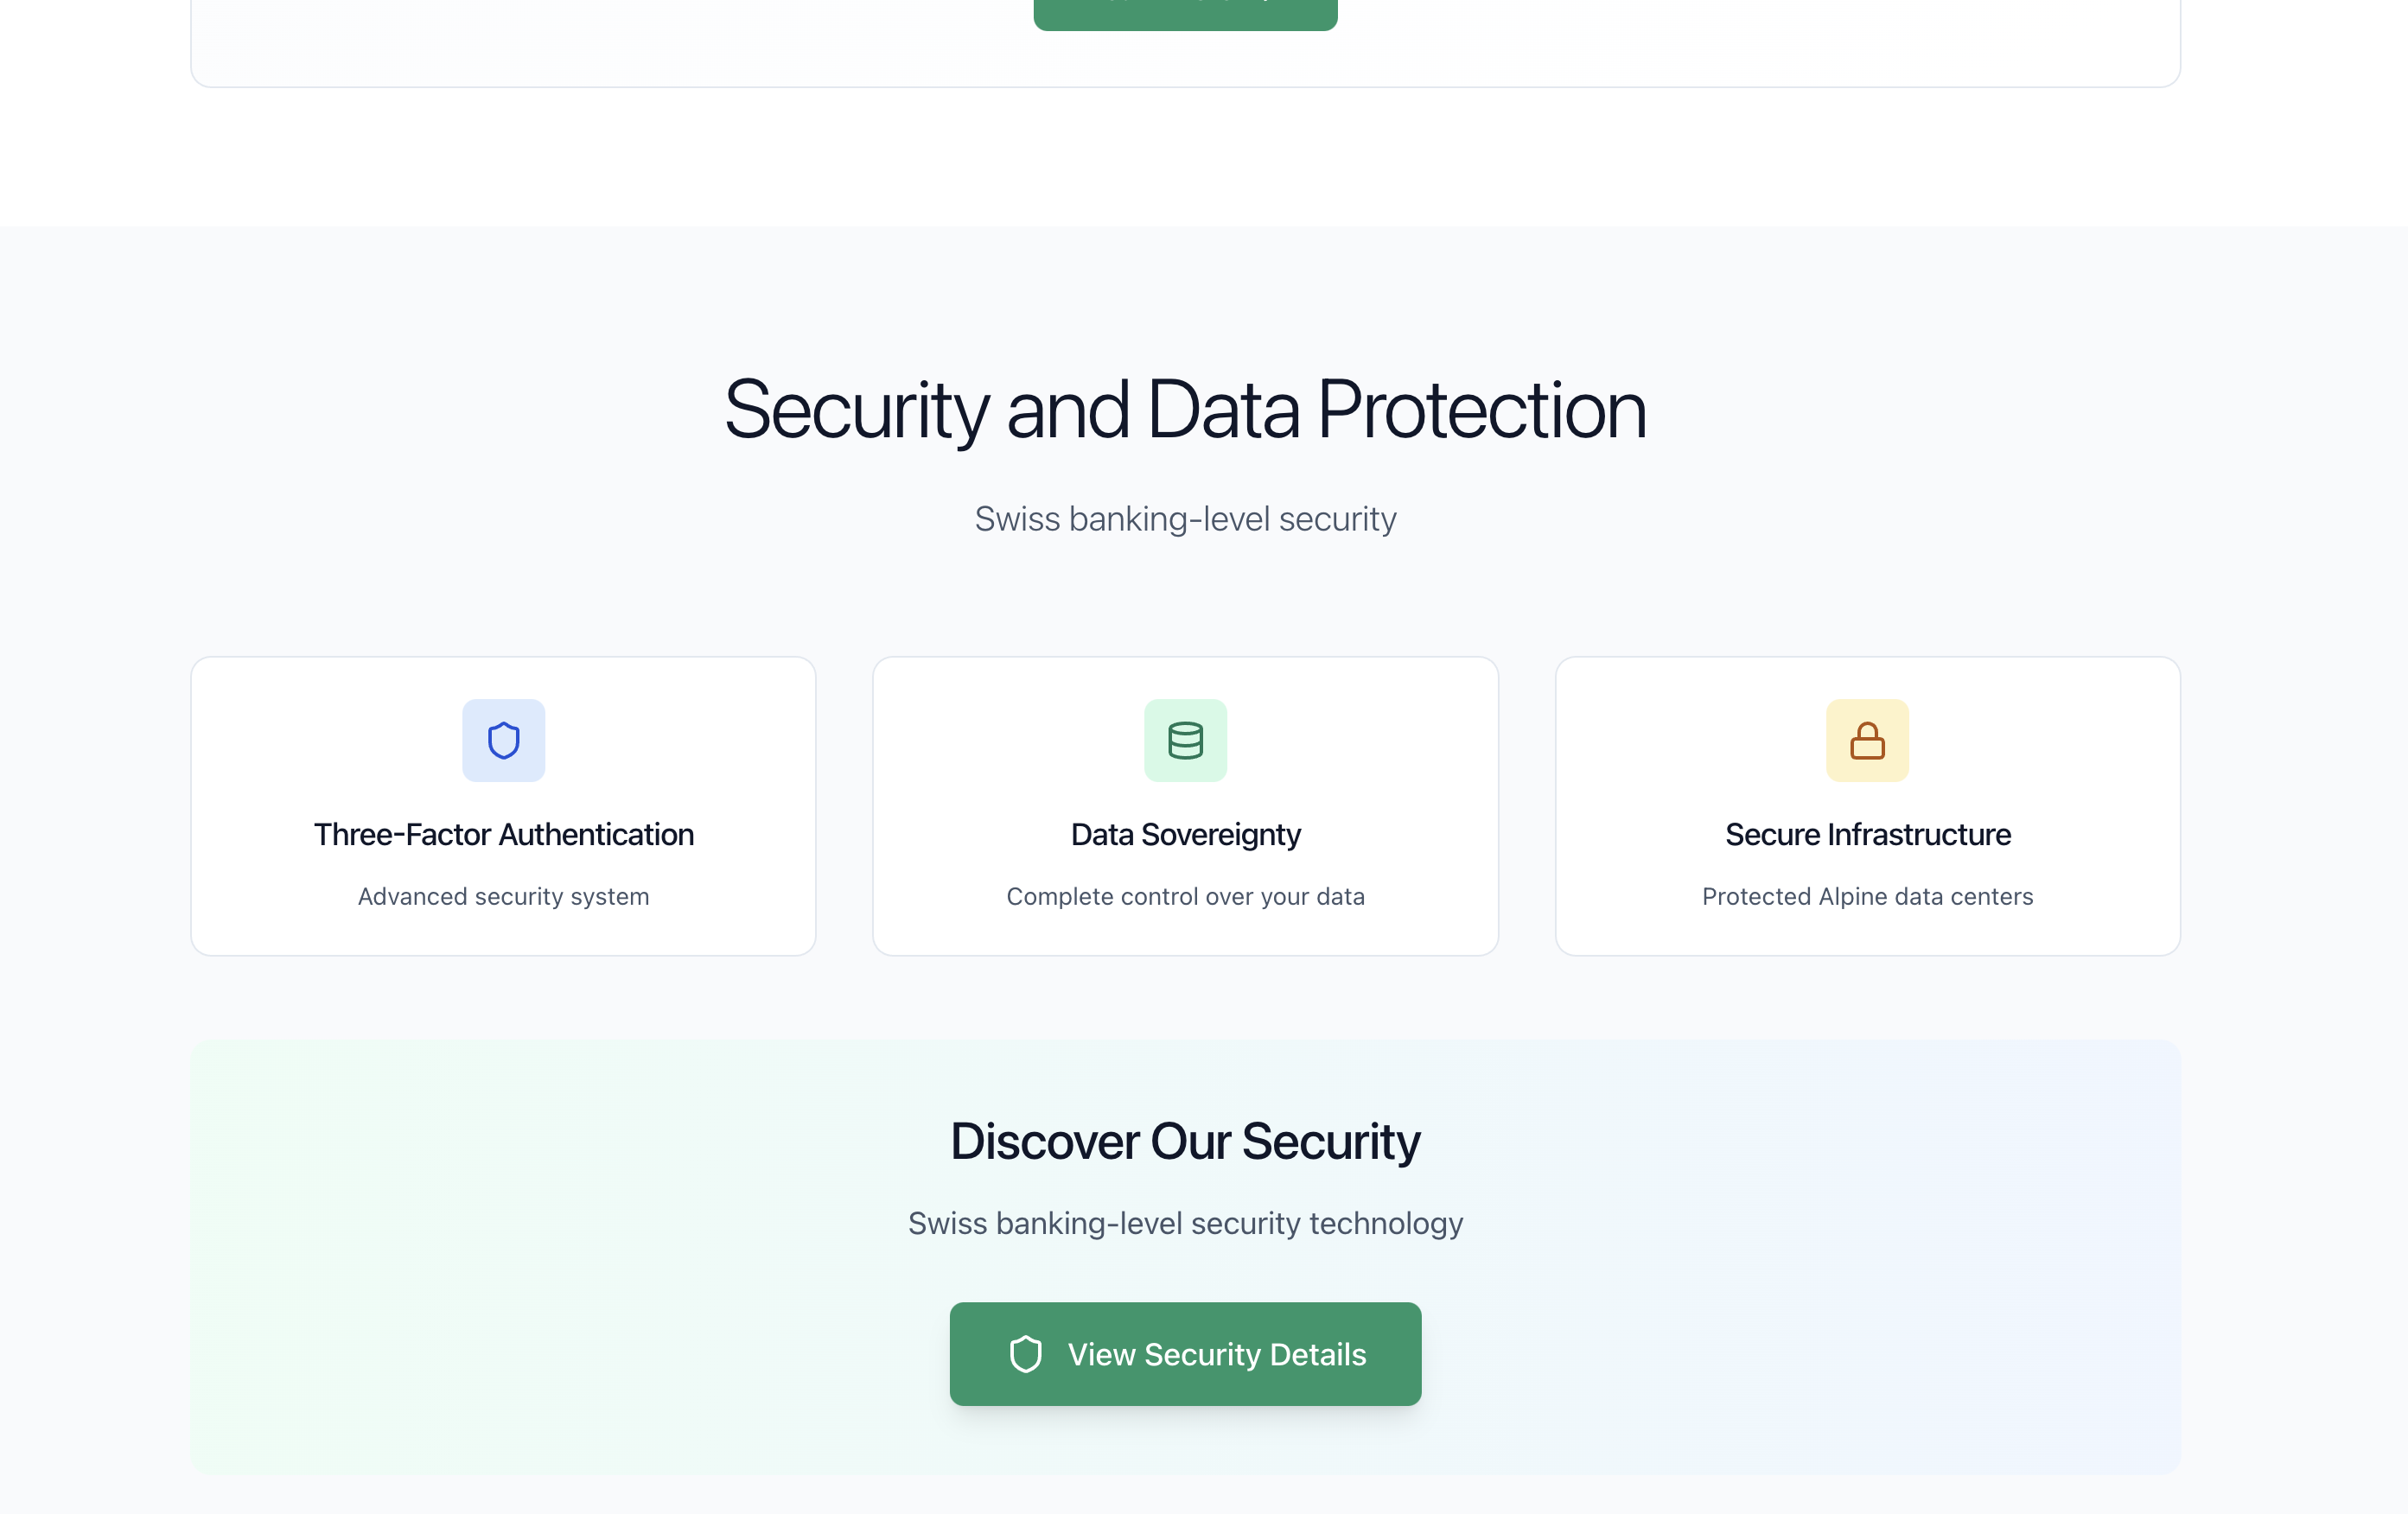 Security and Data Protection
Swiss banking-level security
Three-Factor Authentication
Advanced security system
Data Sovereignty
Complete control over your data
Secure Infrastructure
Protected Alpine data centers
Discover Our Security
Swiss banking-level security technology
View Security Details